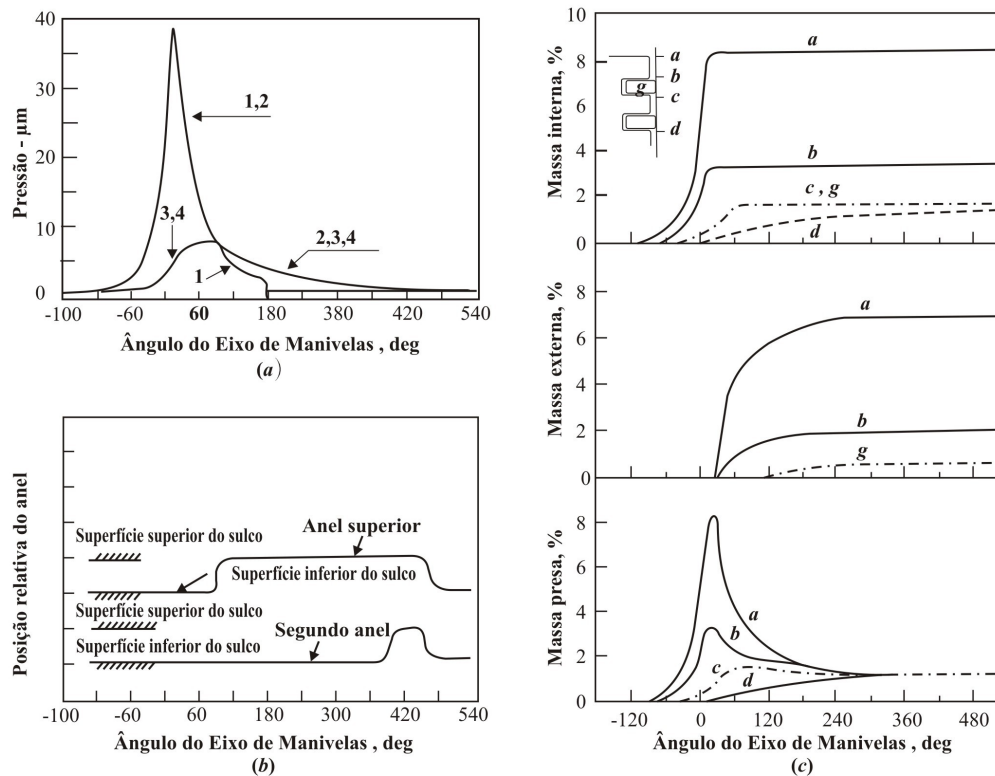 40
30
20
10
0
Pressão - µm
1,2
3,4
1
2,3,4
-100 -60 60 180 300 420 540
Ângulo do Eixo de Manivelas , deg
(a)
Posição relativa do anel
Superfície superior do sulco
Anel superior
Superfície inferior do sulco
Superfície superior do sulco
Segundo anel
Superfície inferior do sulco
-100 -60 60 180 300 420 540
Ângulo do Eixo de Manivelas , deg
(b)
10
8
6
4
2
0
Massa interna, %
a
b
g
c
d
a
b
c , g
d
8
6
4
2
0
Massa externa, %
a
b
g
8
6
4
2
0
Massa presa, %
a
b
c
d
-120 0 120 240 360 480
Ângulo do Eixo de Manivelas , deg
(c)